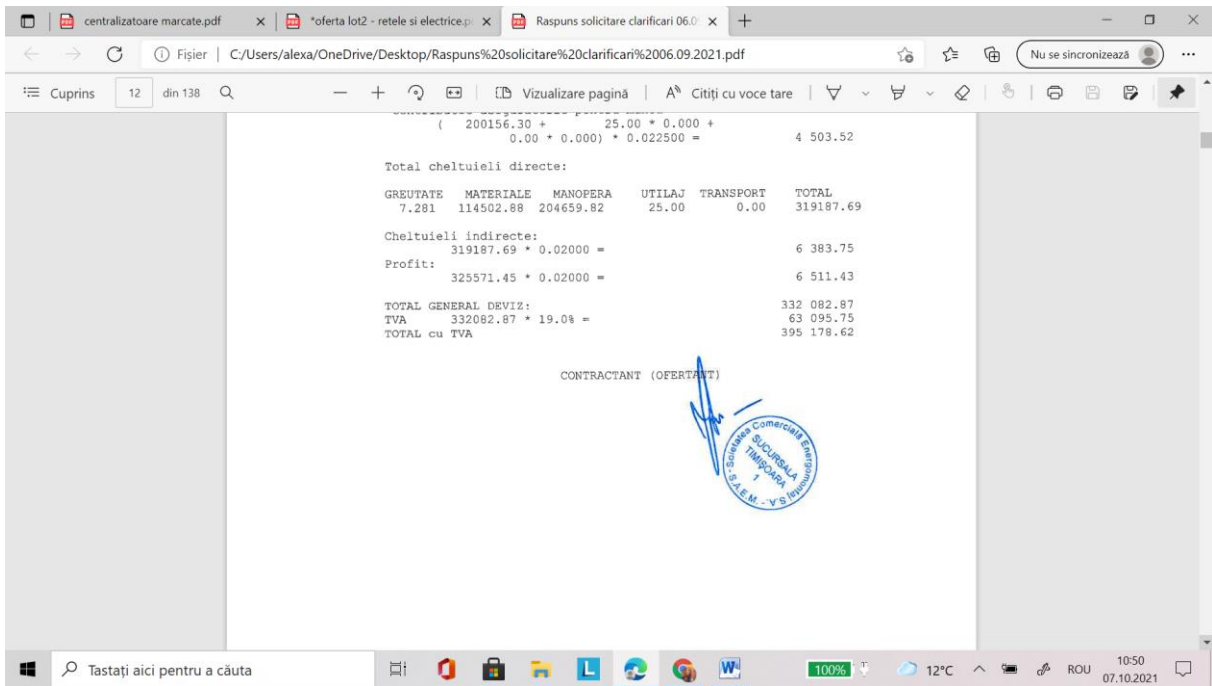 centralizatoare marcate.pdf
*oferta lot2 - retele si electrice.p
Raspuns solicitare clarificari 06.0
Fișier
C:/Users/alexa/OneDrive/Desktop/Raspuns%20solicitare%20clarificari%2006.09.2021.pdf
Nu se sincronizează
Cuprins 12 din 138 Vizualizare pagină Citiți cu voce tare
( 200156.30 + 25.00 * 0.000 +
0.00 * 0.000) * 0.022500 = 4 503.52
Total cheltuieli directe:
GREUTATE MATERIALE MANOPERA UTILAJ TRANSPORT TOTAL
7.281 114502.88 204659.82 25.00 0.00 319187.69
Cheltuieli indirecte:
319187.69 * 0.02000 = 6 383.75
Profit:
325571.45 * 0.02000 = 6 511.43
TOTAL GENERAL DEVIZ: 332 082.87
TVA 332082.87 * 19.0% = 63 095.75
TOTAL cu TVA 395 178.62
CONTRACTANT (OFERTANT)
Societatea Comercială Energomontaj S.A.
SUCURSALA
TIMIȘOARA
1
S.A.E.M.
Tastați aici pentru a căuta
100%
12°C
ROU
10:50
07.10.2021